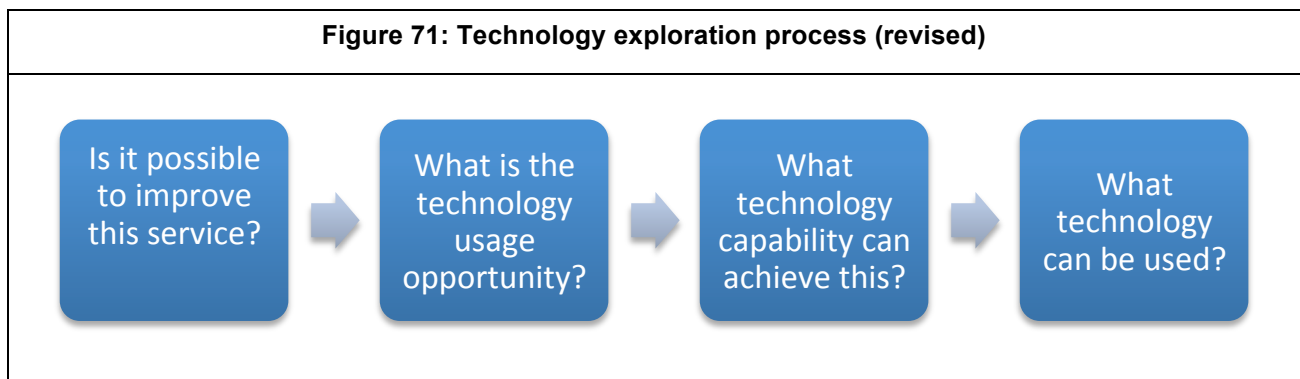 Figure 71: Technology exploration process (revised)
Is it possible
to improve
this service?
What is the
technology
usage
opportunity?
What
technology
capability can
achieve this?
What
technology
can be used?